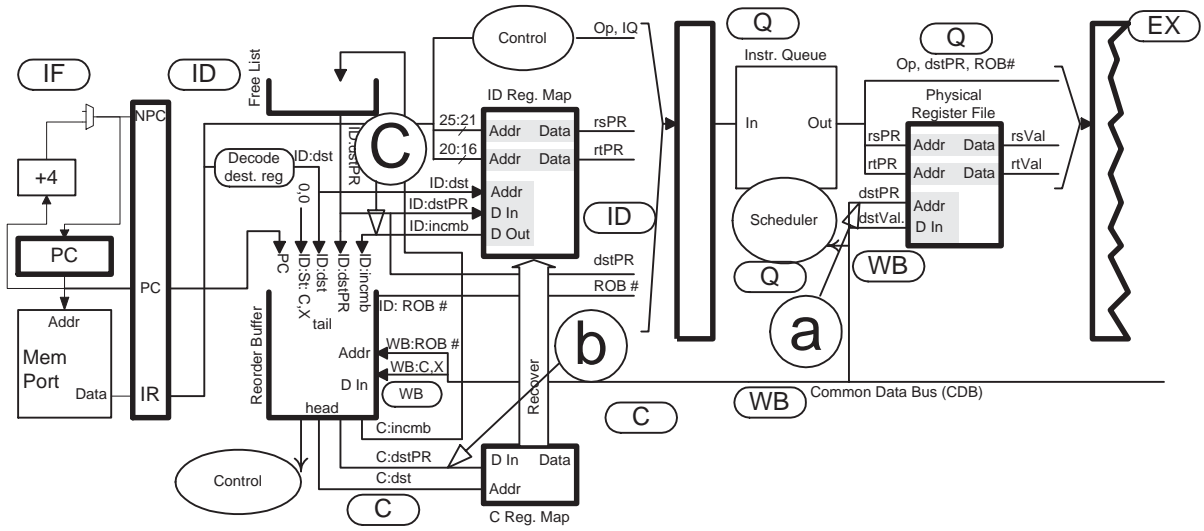 IF
ID
Q
Q
EX
Free List
Control
Op, IQ
Instr. Queue
Op, dstPR, ROB#
NPC
+4
Decode
dest. reg
ID:dst
ID:dstPR
C
25:21
20:16
ID Reg. Map
Addr
Data
Addr
Data
Addr
D In
D Out
rsPR
rtPR
ID:dst
ID:dstPR
ID:incmb
ID
In
Out
Scheduler
Q
Physical
Register File
rsPR
rtPR
dstPR
dstVal.
Addr
Data
Addr
Data
Addr
D In
rsVal
rtVal
WB
PC
PC
Addr
Mem
Port
Data
IR
0,0
PC
ID:St: C,X
ID:dst
ID:dstPR
ID:incmb
tail
Reorder Buffer
ID: ROB #
dstPR
ROB #
Addr
D In
head
WB:ROB #
WB:C,X
WB
b
a
Recover
WB
Common Data Bus (CDB)
C
C:incmb
C:dstPR
C:dst
Control
C
D In
Data
Addr
C Reg. Map